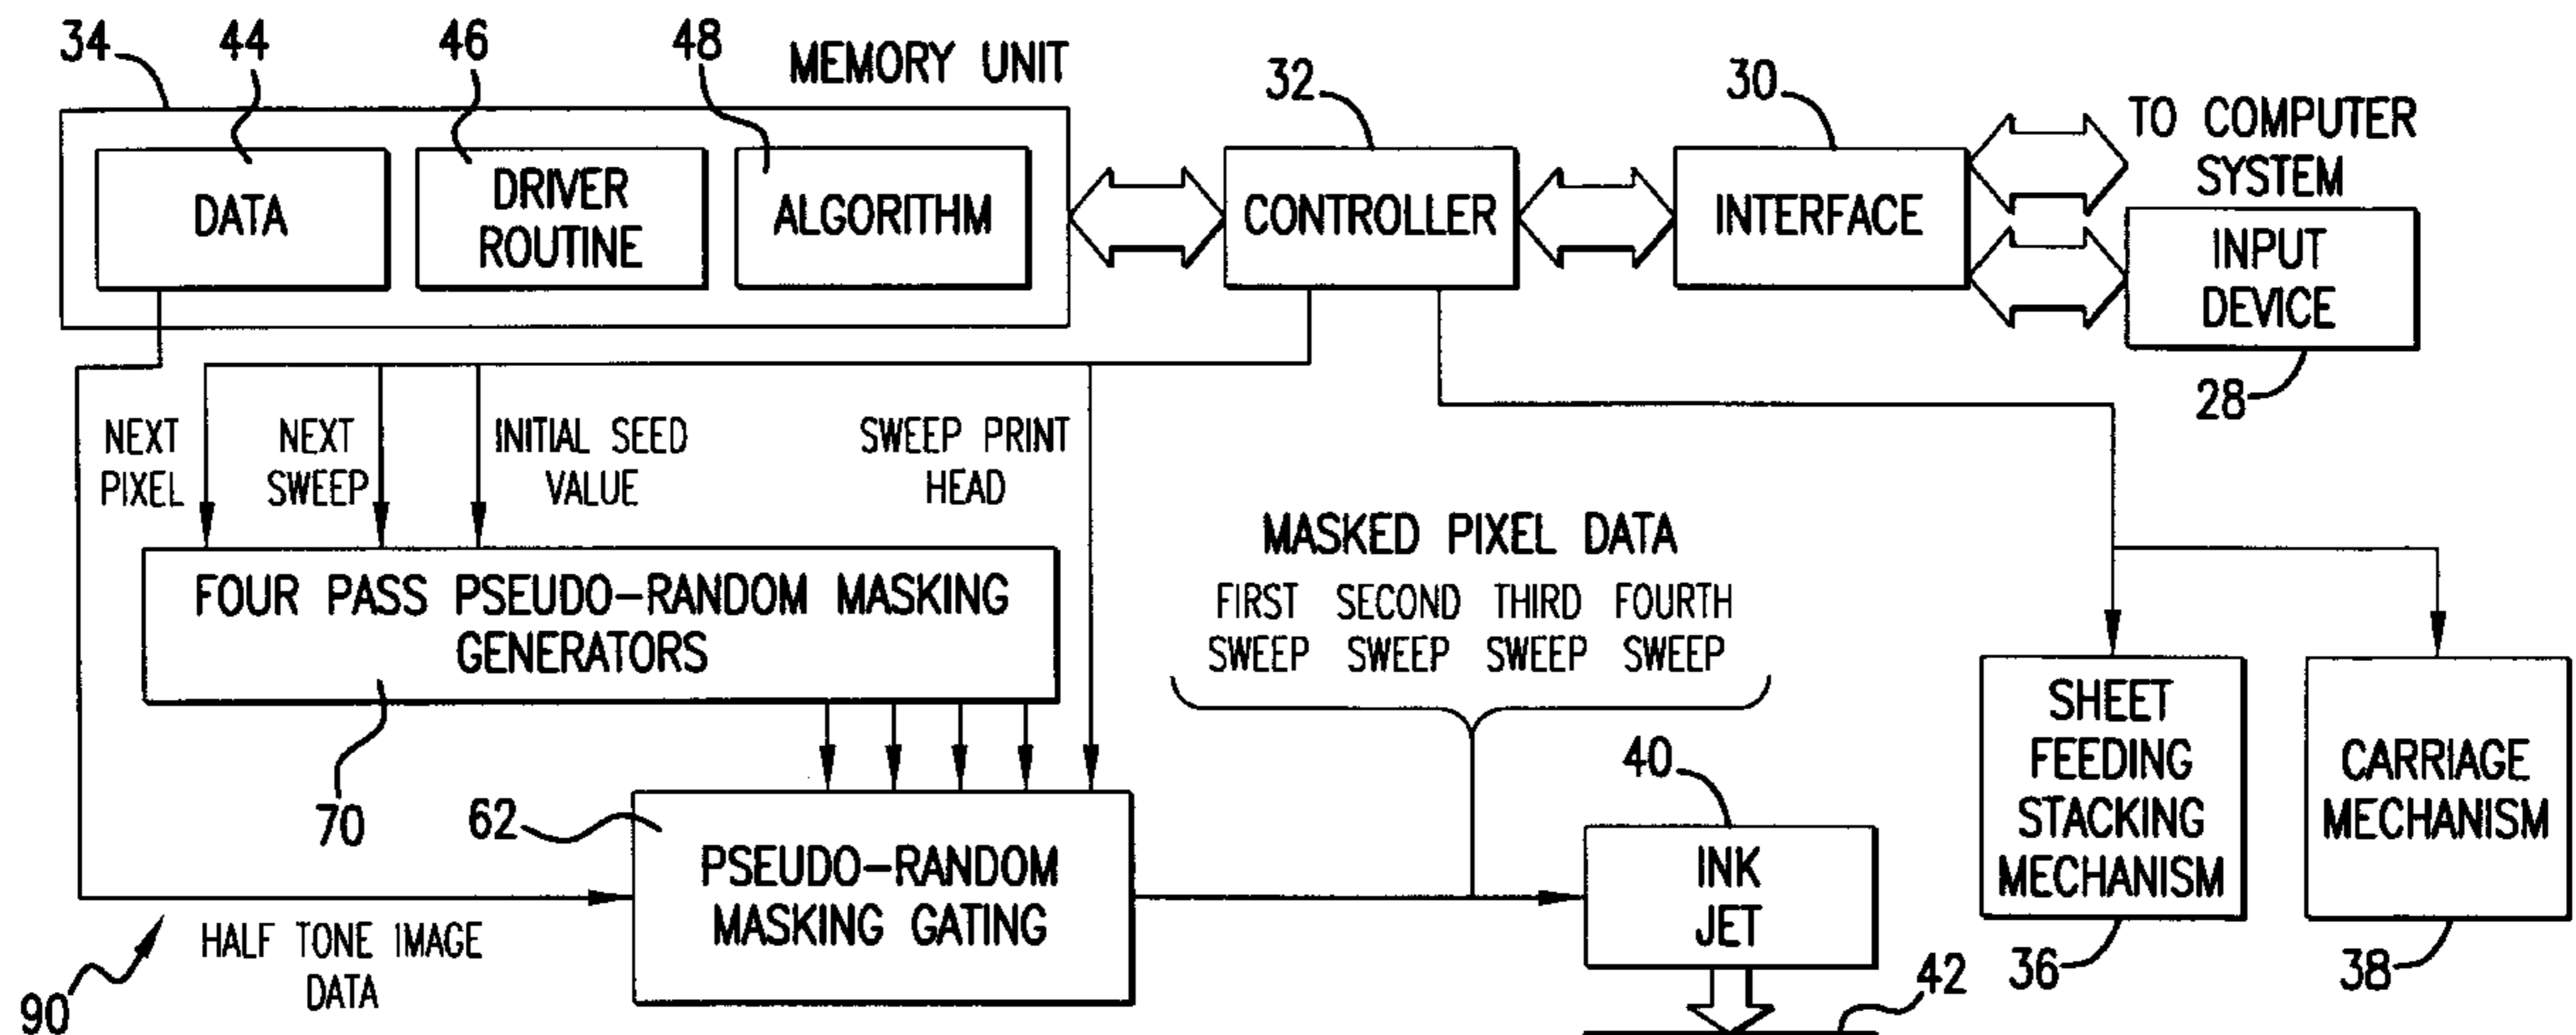 34
44
46
48
MEMORY UNIT
32
30
TO COMPUTER
SYSTEM
DATA
DRIVER
ROUTINE
ALGORITHM
CONTROLLER
INTERFACE
INPUT
DEVICE
28
NEXT
PIXEL
NEXT
SWEEP
INITIAL SEED
VALUE
SWEEP PRINT
HEAD
FOUR PASS PSEUDO-RANDOM MASKING
GENERATORS
70
MASKED PIXEL DATA
FIRST
SWEEP
SECOND
SWEEP
THIRD
SWEEP
FOURTH
SWEEP
62
PSEUDO-RANDOM
MASKING GATING
40
INK
JET
SHEET
FEEDING
STACKING
MECHANISM
CARRIAGE
MECHANISM
HALF TONE IMAGE
DATA
90
36
38
42